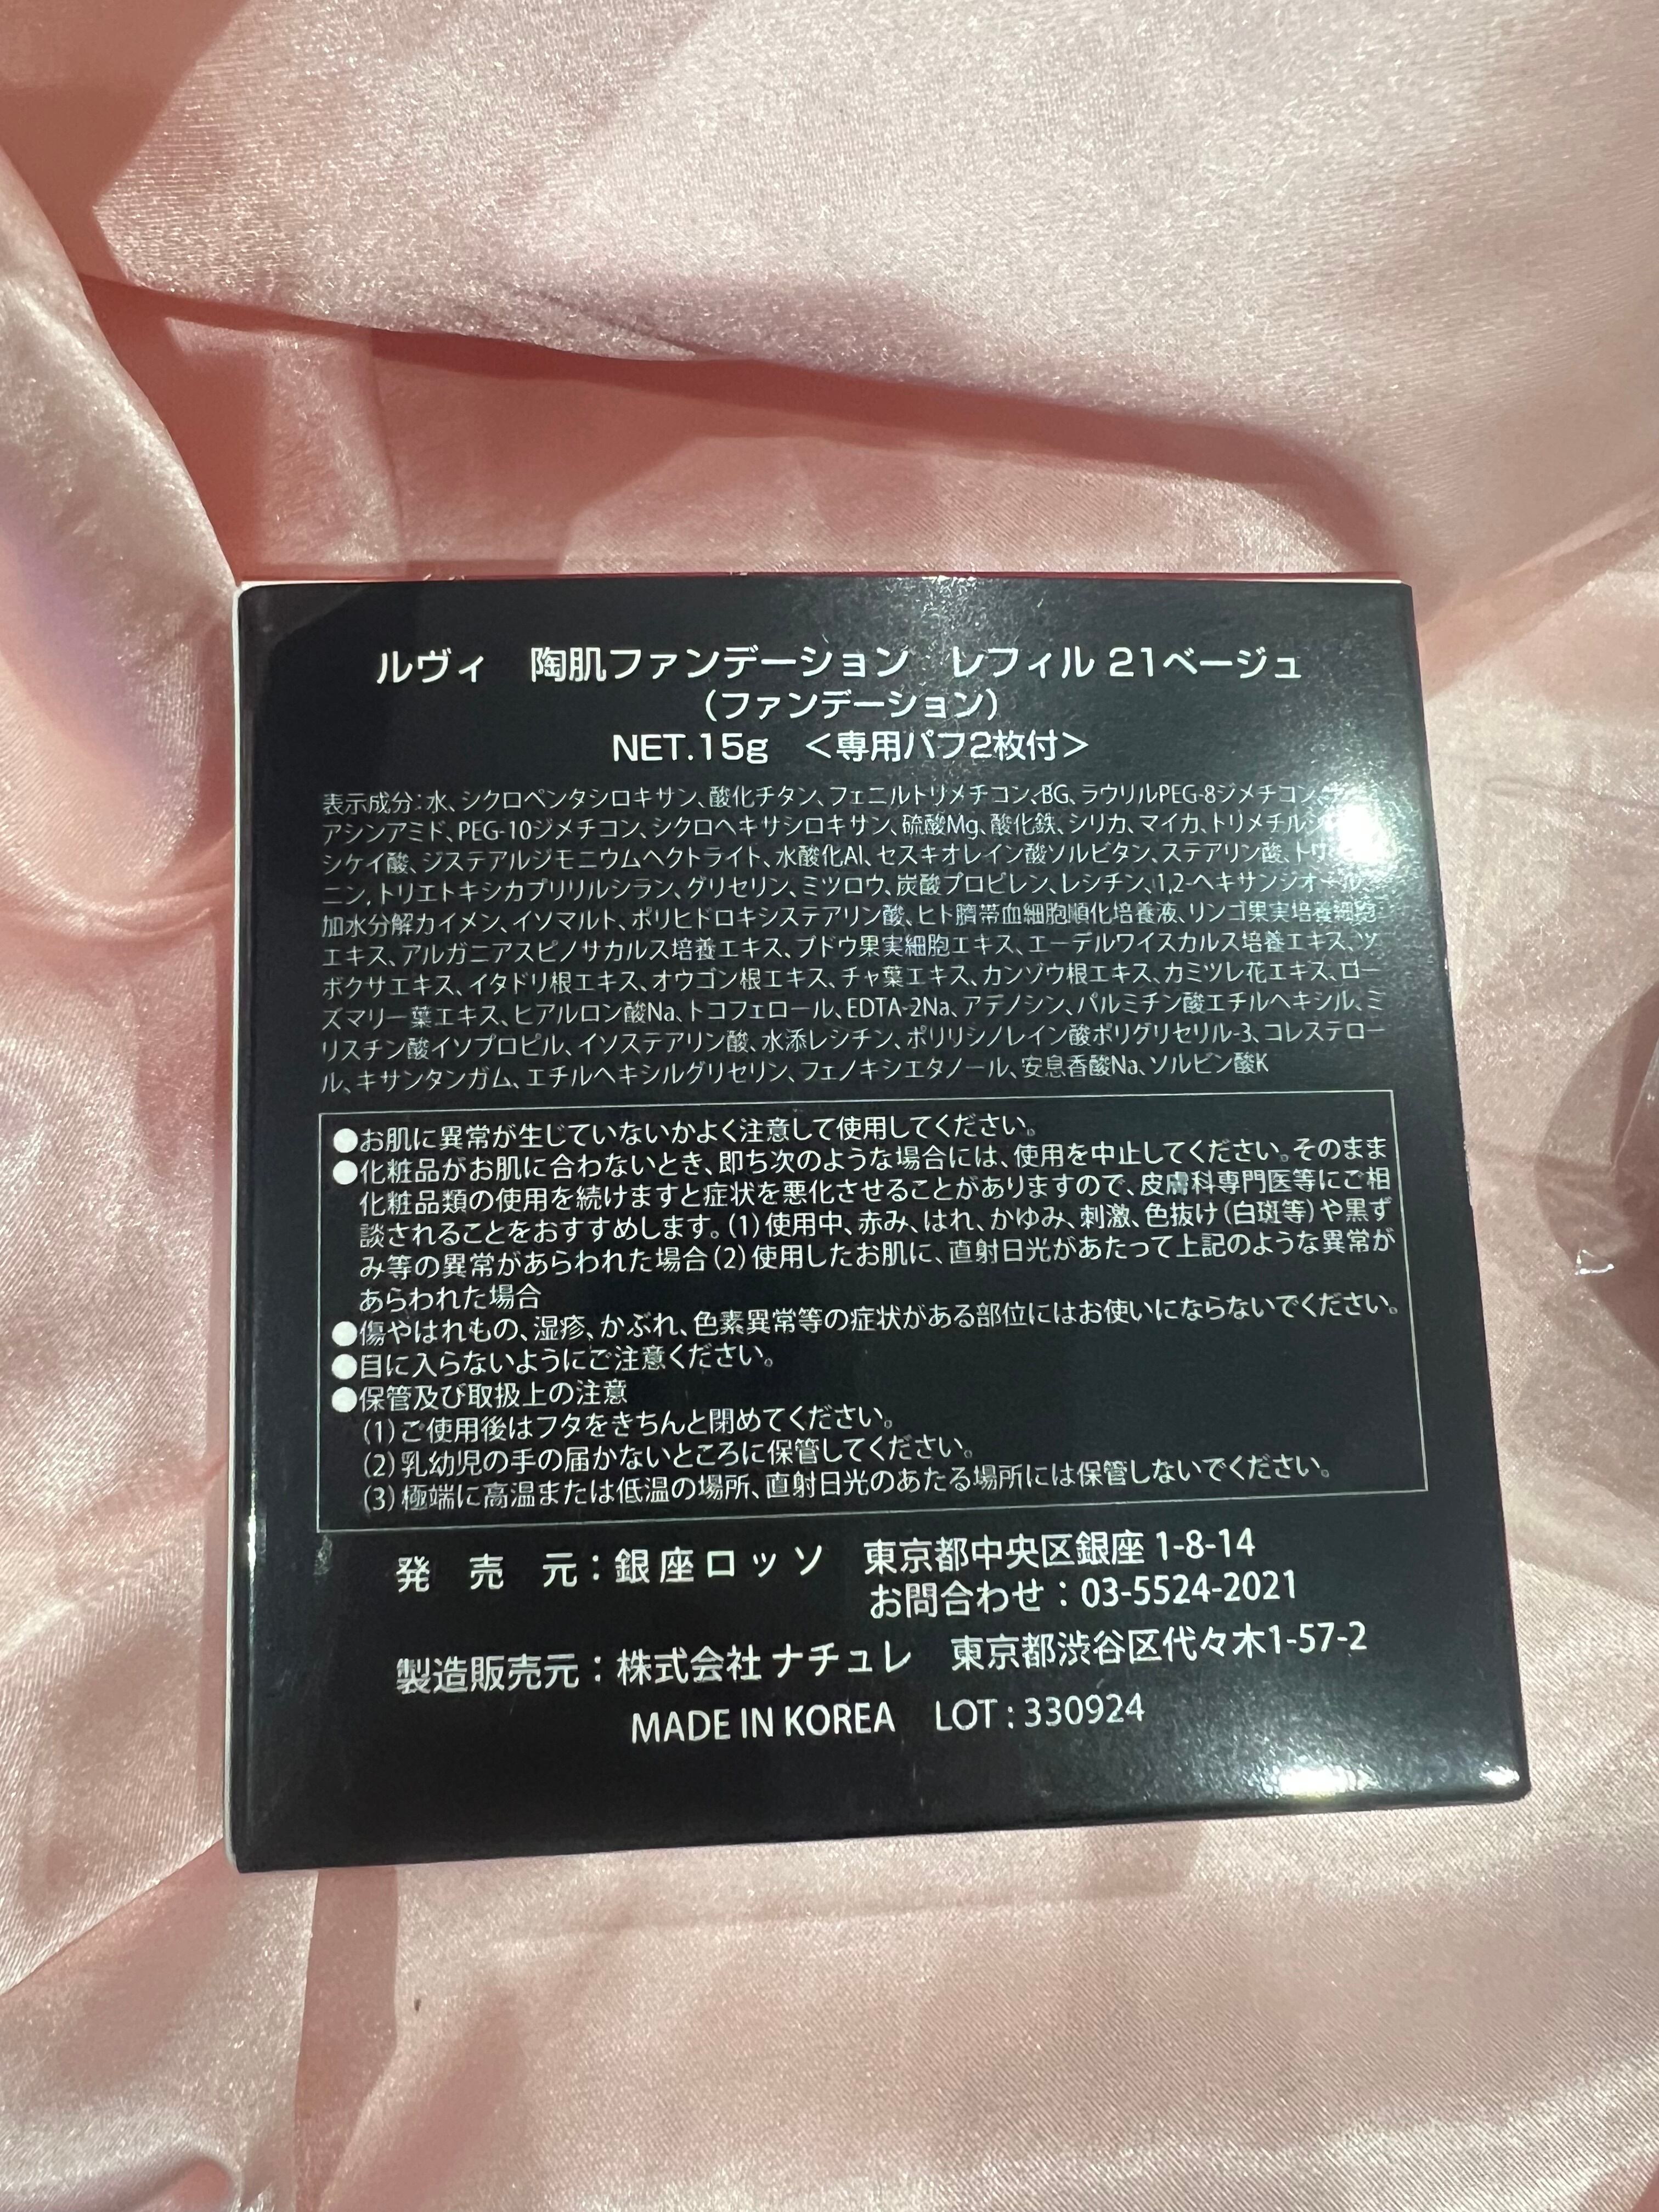 ルヴィ　陶肌ファンデーション　レフィル 21ベージュ
（ファンデーション）
NET.15g　＜専用パフ2枚付＞
表示成分：水、シクロペンタシロキサン、酸化チタン、フェニルトリメチコン、BG、ラウリルPEG-8ジメチコン、
アシンアミド、PEG-10ジメチコン、シクロヘキサシロキサン、硫酸Mg、酸化鉄、シリカ、マイカ、トリメチルシ
シケイ酸、ジステアルジモニウムヘクトライト、水酸化Al、セスキオレイン酸ソルビタン、ステアリン酸、トリ
ニン、トリエトキシカプリリルシラン、グリセリン、ミツロウ、炭酸プロピレン、レシチン、1,2-ヘキサンジオール、
加水分解カイメン、イソマルト、ポリヒドロキシステアリン酸、ヒト臍帯血細胞順化培養液、リンゴ果実培養細胞
エキス、アルガニアスピノサカルス培養エキス、ブドウ果実細胞エキス、エーデルワイスカルス培養エキス、ツ
ボクサエキス、イタドリ根エキス、オウゴン根エキス、チャ葉エキス、カンゾウ根エキス、カミツレ花エキス、ロー
ズマリー葉エキス、ヒアルロン酸Na、トコフェロール、EDTA-2Na、アデノシン、パルミチン酸エチルヘキシル、ミ
リスチン酸イソプロピル、イソステアリン酸、水添レシチン、ポリリシノレイン酸ポリグリセリル-3、コレステロー
ル、キサンタンガム、エチルヘキシルグリセリン、フェノキシエタノール、安息香酸Na、ソルビン酸K
●お肌に異常が生じていないかよく注意して使用してください。
●化粧品がお肌に合わないとき、即ち次のような場合には、使用を中止してください。そのまま
化粧品類の使用を続けますと症状を悪化させることがありますので、皮膚科専門医等にご相
談されることをおすすめします。（1）使用中、赤み、はれ、かゆみ、刺激、色抜け（白斑等）や黒ず
み等の異常があらわれた場合（2）使用したお肌に、直射日光があたって上記のような異常が
あらわれた場合
●傷やはれもの、湿疹、かぶれ、色素異常等の症状がある部位にはお使いにならないでください。
●目に入らないようにご注意ください。
●保管及び取扱上の注意
（1）ご使用後はフタをきちんと閉めてください。
（2）乳幼児の手の届かないところに保管してください。
（3）極端に高温または低温の場所、直射日光のあたる場所には保管しないでください。
発　売　元：銀座ロッソ　東京都中央区銀座 1-8-14
お問合わせ：03-5524-2021
製造販売元：株式会社 ナチュレ　東京都渋谷区代々木1-57-2
MADE IN KOREA　LOT : 330924